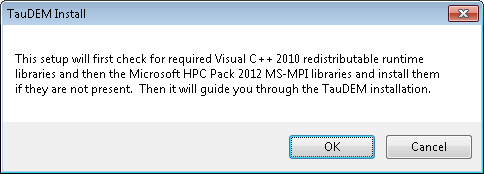 TauDEM Install
This setup will first check for required Visual C++ 2010 redistributable runtime
libraries and then the Microsoft HPC Pack 2012 MS-MPI libraries and install them
if they are not present.  Then it will guide you through the TauDEM installation.
OK
Cancel